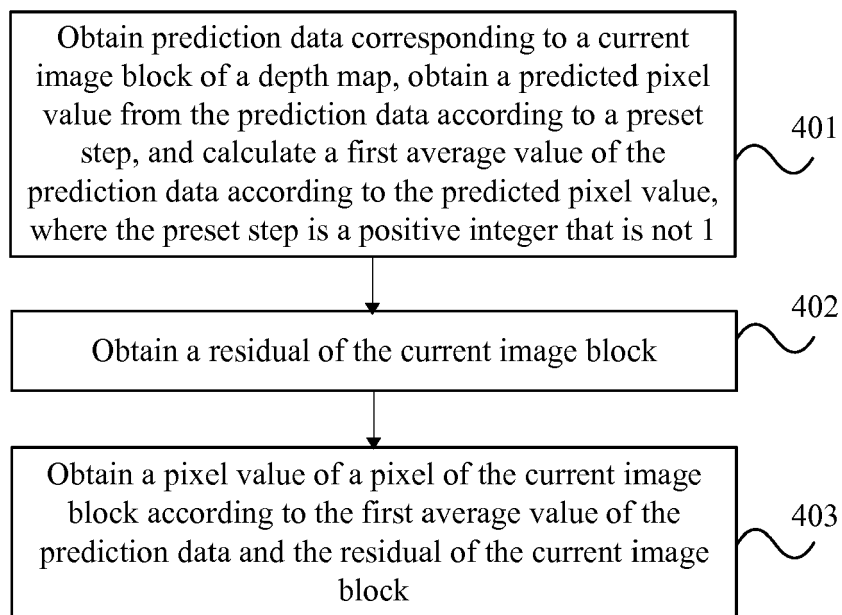 Obtain prediction data corresponding to a current
image block of a depth map, obtain a predicted pixel
value from the prediction data according to a preset
step, and calculate a first average value of the
prediction data according to the predicted pixel value,
where the preset step is a positive integer that is not 1
401
402
Obtain a residual of the current image block
Obtain a pixel value of a pixel of the current image
block according to the first average value of the
prediction data and the residual of the current image
block
403